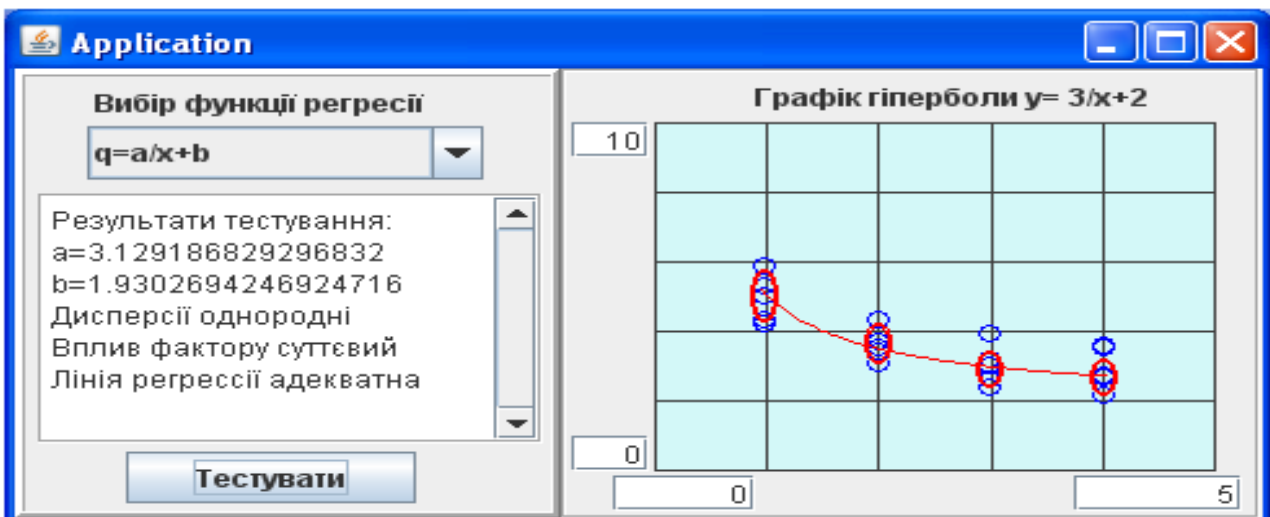 Application
Вибір функції регресії
q=a/x+b
Результати тестування:
a=3.129186829296832
b=1.9302694246924716
Дисперсії однородні
Вплив фактору суттєвий
Лінія регрессії адекватна
Тестувати
Графік гіперболи y= 3/x+2
10
0
0
5